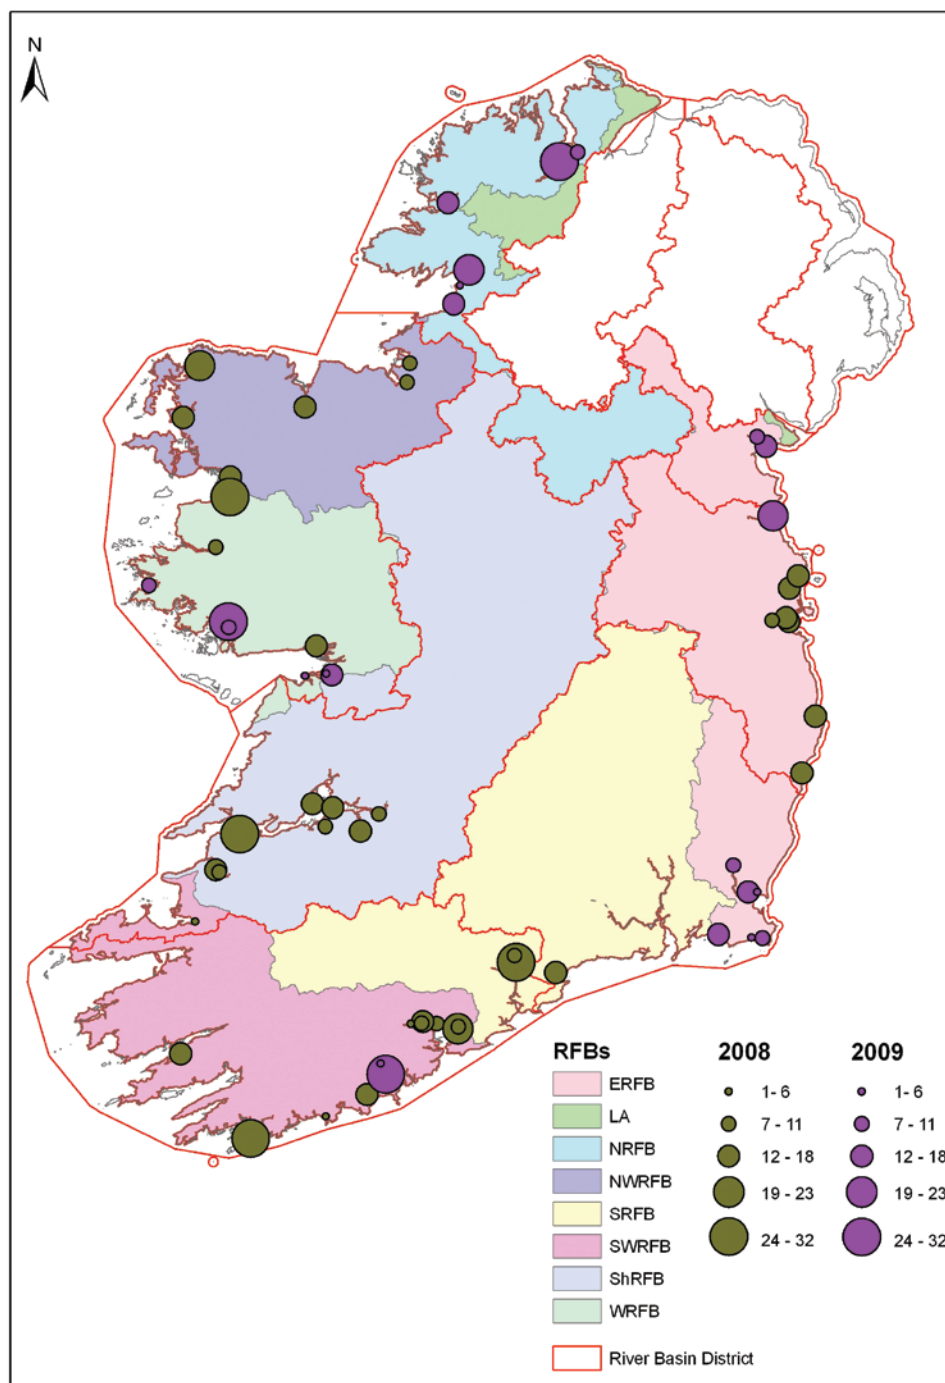 N
RFBs 2008 2009
ERFB 1- 6 1- 6
LA 7 - 11 7 - 11
NRFB 12 - 18 12 - 18
NWRFB 19 - 23 19 - 23
SRFB
SWRFB 24 - 32 24 - 32
ShRFB
WRFB
River Basin District